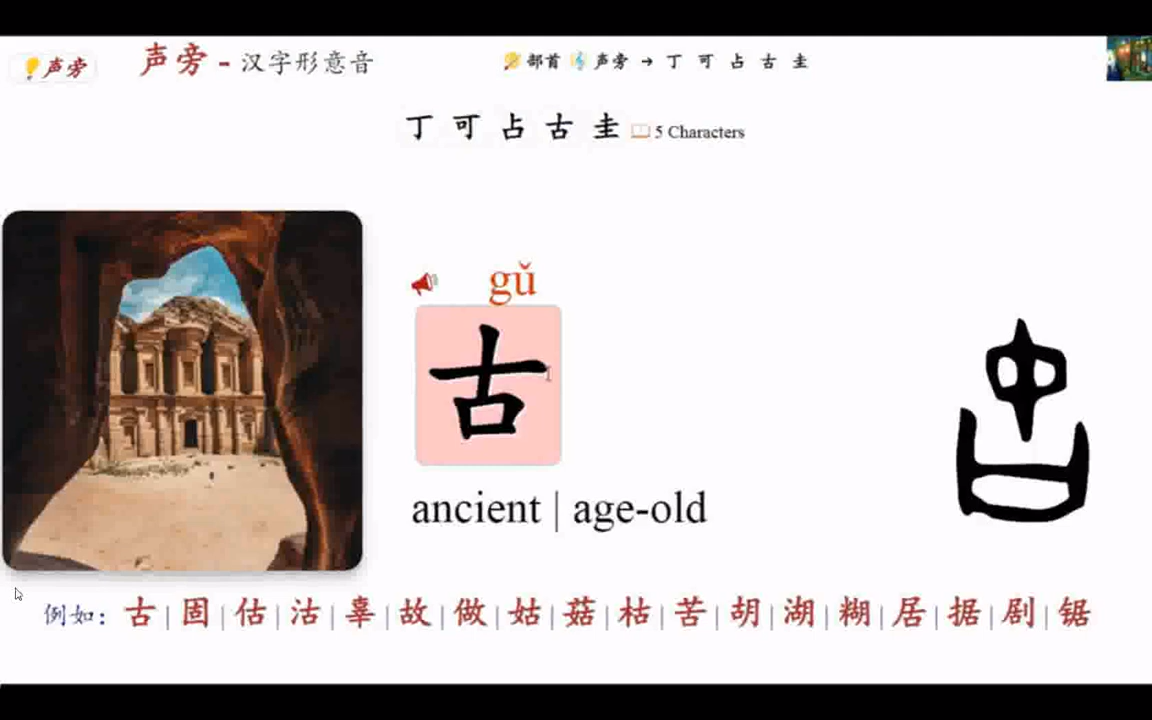 声旁 声旁 - 汉字形意音 部首 声旁 → 丁 可 占 古 圭
丁 可 占 古 圭 5 Characters
gǔ
古
ancient | age-old
例如: 古 | 固 | 估 | 沽 | 辜 | 故 | 做 | 姑 | 菇 | 枯 | 苦 | 胡 | 湖 | 糊 | 居 | 据 | 剧 | 锯